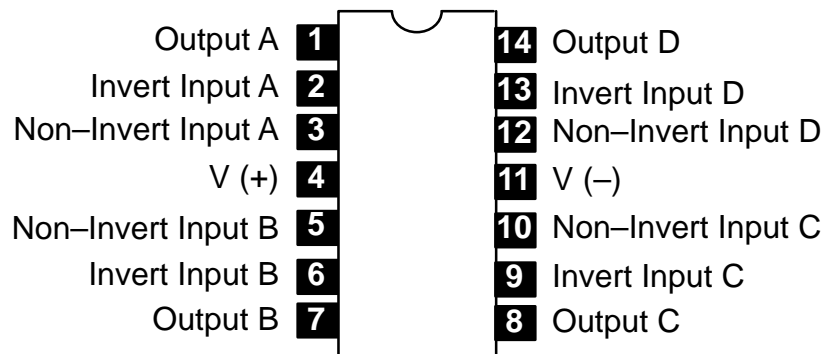 Output A 1 14 Output D
Invert Input A 2 13 Invert Input D
Non–Invert Input A 3 12 Non–Invert Input D
V (+) 4 11 V (–)
Non–Invert Input B 5 10 Non–Invert Input C
Invert Input B 6 9 Invert Input C
Output B 7 8 Output C